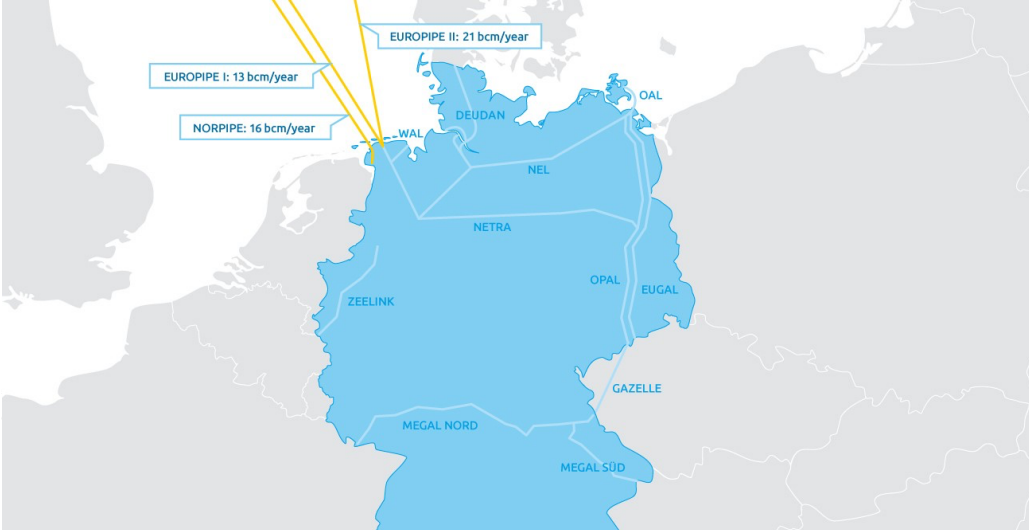 EUROPIPE II: 21 bcm/year
EUROPIPE I: 13 bcm/year
NORPIPE: 16 bcm/year
OAL
DEUDAN
WAL
NEL
NETRA
OPAL
EUGAL
ZEELINK
GAZELLE
MEGAL NORD
MEGAL SÜD